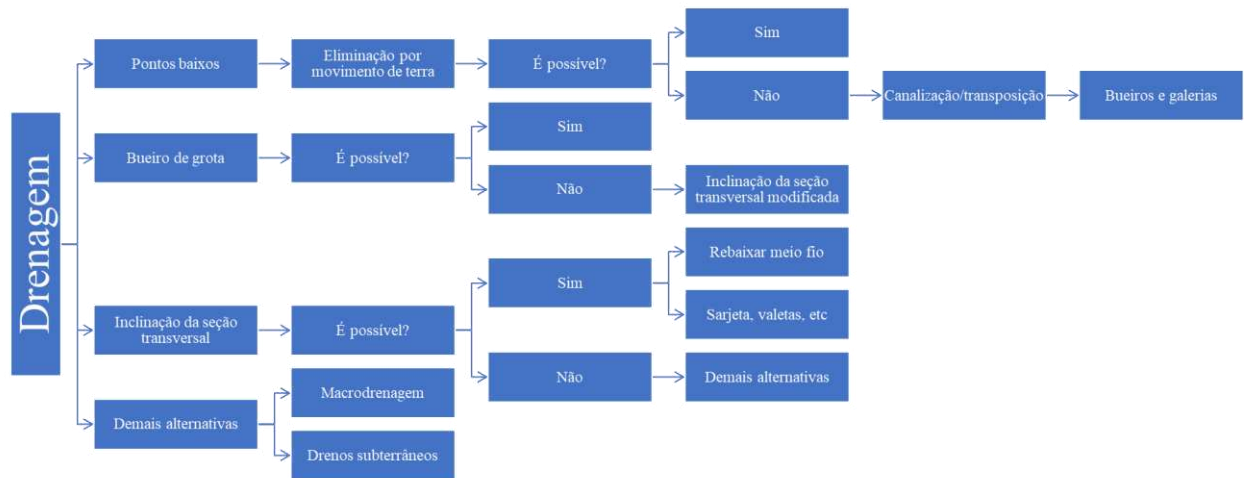 Drenagem
Pontos baixos
Eliminação por
movimento de terra
É possível?
Sim
Não
Canalização/transposição
Bueiros e galerias
Bueiro de grota
É possível?
Sim
Não
Inclinação da seção
transversal modificada
Inclinação da seção
transversal
É possível?
Sim
Rebaixar meio fio
Sarjeta, valetas, etc
Não
Demais alternativas
Demais alternativas
Macrodrenagem
Drenos subterrâneos